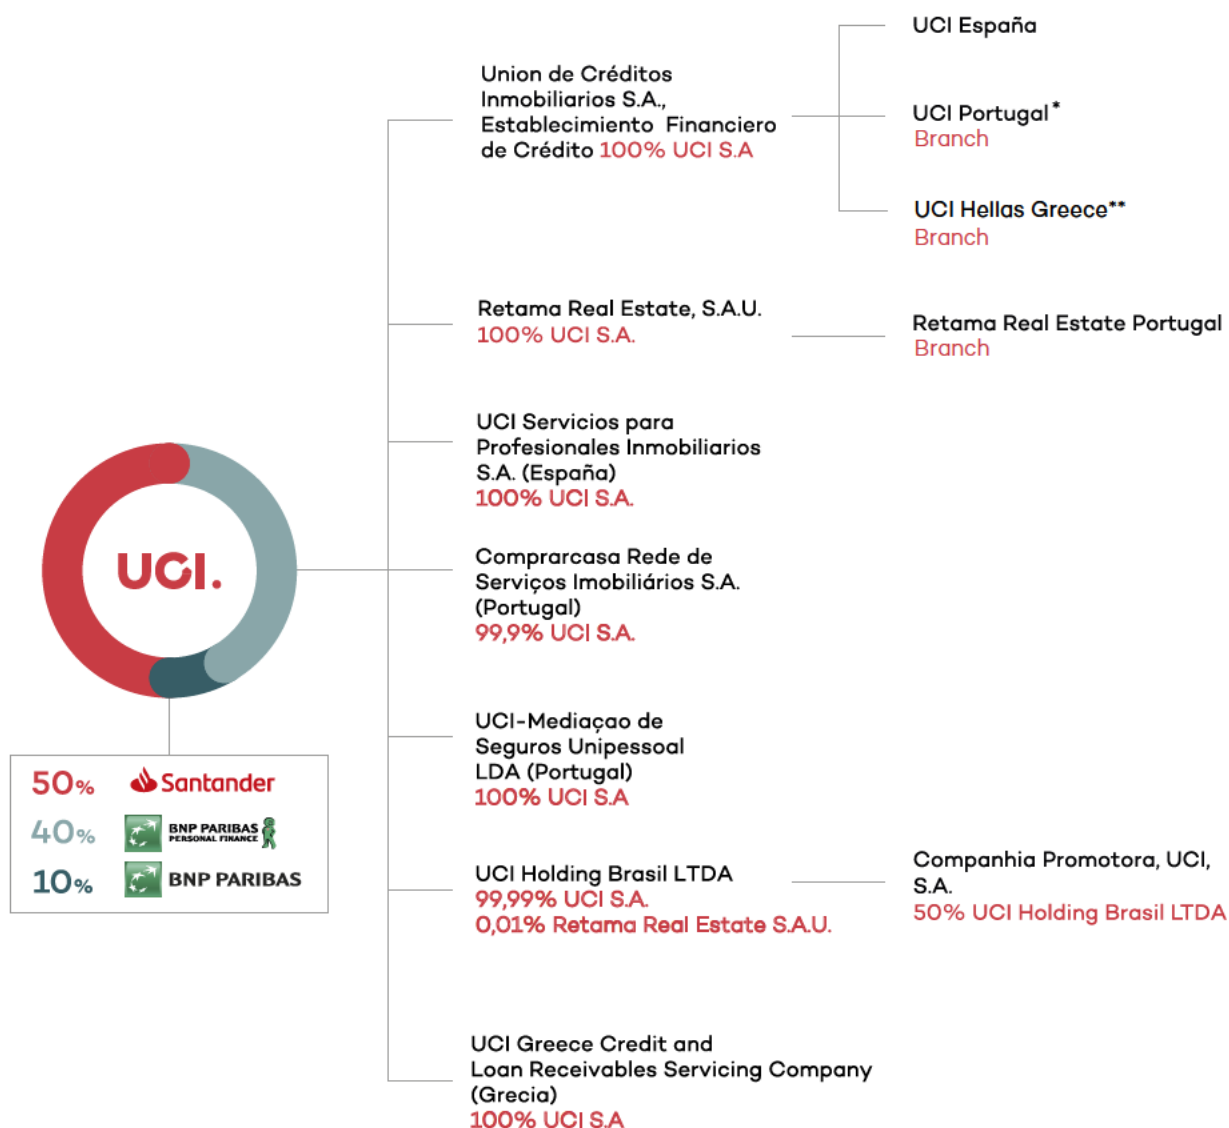 UCI España
Union de Créditos
Inmobiliarios S.A.,
Establecimiento Financiero
de Crédito 100% UCI S.A
UCI Portugal*
Branch
UCI Hellas Greece**
Branch
Retama Real Estate, S.A.U.
100% UCI S.A.
Retama Real Estate Portugal
Branch
UCI Servicios para
Profesionales Inmobiliarios
S.A. (España)
100% UCI S.A.
UCI.
Comprarcasa Rede de
Serviços Imobiliários S.A.
(Portugal)
99,9% UCI S.A.
UCI-Mediaçao de
Seguros Unipessoal
LDA (Portugal)
100% UCI S.A
50% Santander
40% BNP PARIBAS
PERSONAL FINANCE
10% BNP PARIBAS
UCI Holding Brasil LTDA
99,99% UCI S.A.
0,01% Retama Real Estate S.A.U.
Companhia Promotora, UCI,
S.A.
50% UCI Holding Brasil LTDA
UCI Greece Credit and
Loan Receivables Servicing Company
(Grecia)
100% UCI S.A